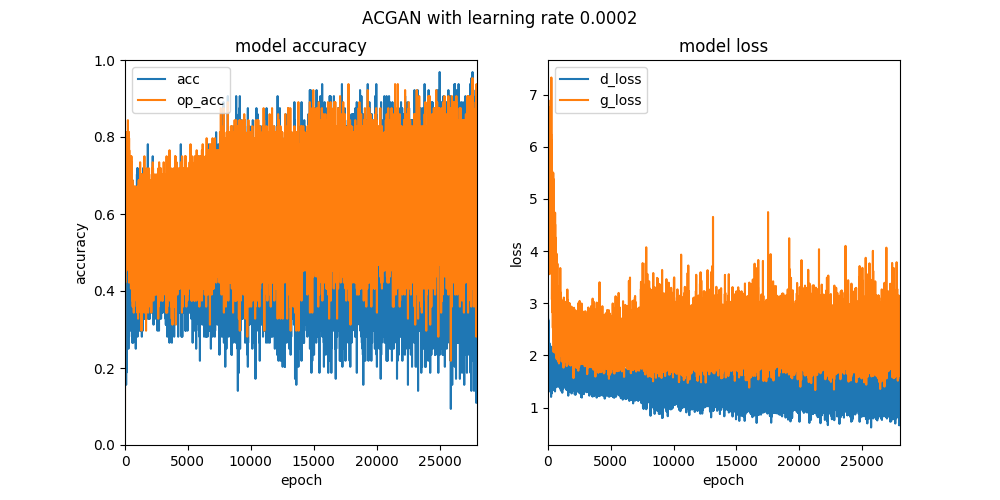 ACGAN with learning rate 0.0002
model accuracy
acc
op_acc
accuracy
1.0
0.8
0.6
0.4
0.2
0.0
0 5000 10000 15000 20000 25000
epoch
model loss
d_loss
g_loss
loss
7
6
5
4
3
2
1
0 5000 10000 15000 20000 25000
epoch